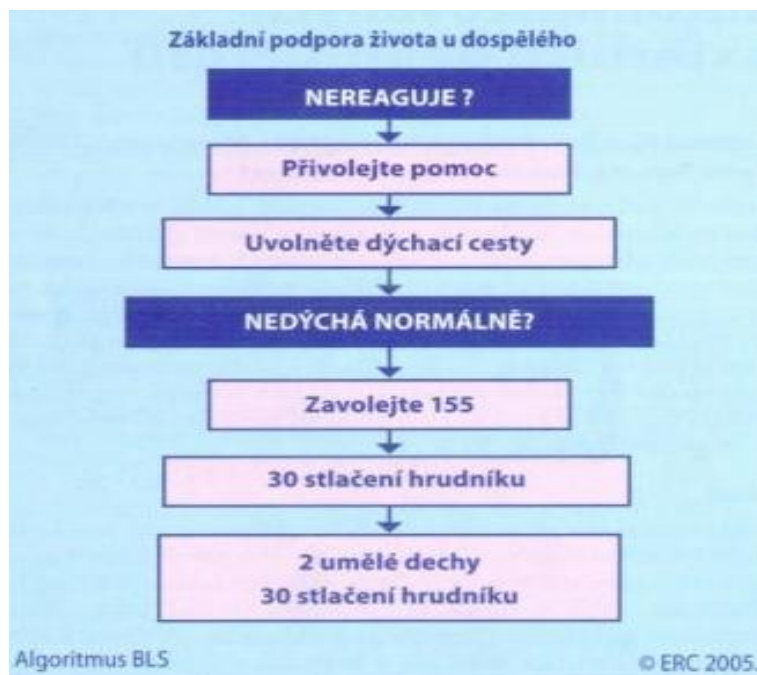 Základní podpora života u dospělého
NEREAGUJE ?
Přivolejte pomoc
Uvolněte dýchací cesty
NEDÝCHÁ NORMÁLNĚ?
Zavolejte 155
30 stlačení hrudníku
2 umělé dechy
30 stlačení hrudníku
Algoritmus BLS
© ERC 2005.